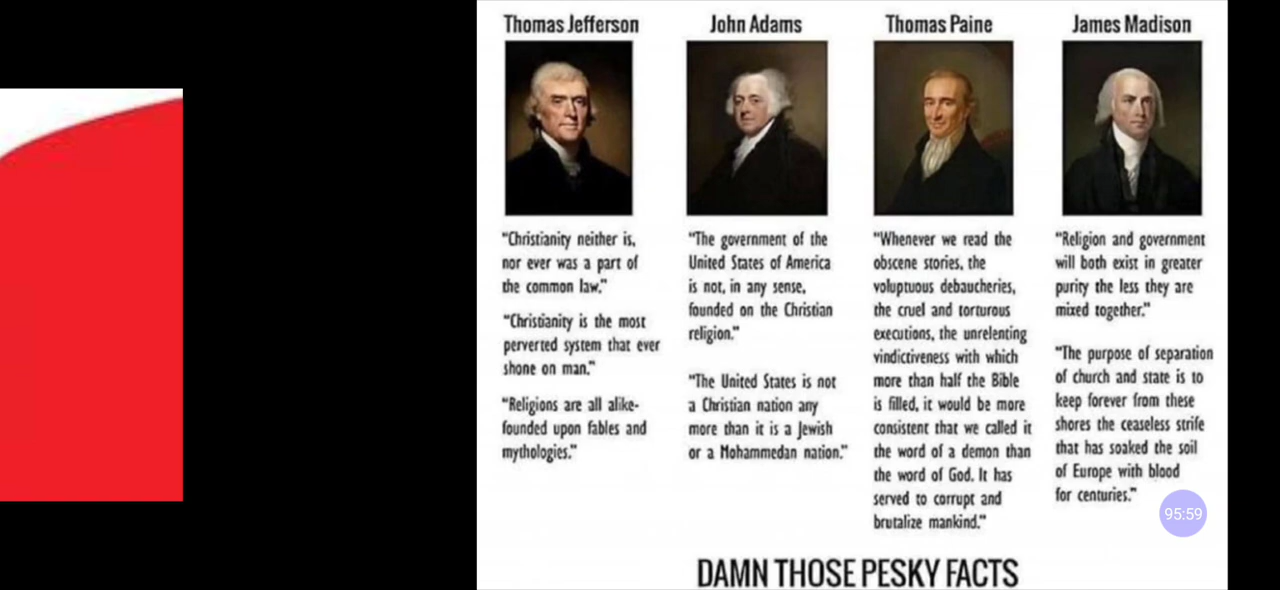 Thomas Jefferson
"Christianity neither is,
nor ever was a part of
the common law."
"Christianity is the most
perverted system that ever
shone on man."
"Religions are all alike-
founded upon fables and
mythologies."
John Adams
"The government of the
United States of America
is not, in any sense,
founded on the Christian
religion."
"The United States is not
a Christian nation any
more than it is a Jewish
or a Mohammedan nation."
Thomas Paine
"Whenever we read the
obscene stories, the
voluptuous debaucheries,
the cruel and torturous
executions, the unrelenting
vindictiveness with which
more than half the Bible
is filled, it would be more
consistent that we called it
the word of a demon than
the word of God. It has
served to corrupt and
brutalize mankind."
James Madison
"Religion and government
will both exist in greater
purity the less they are
mixed together."
"The purpose of separation
of church and state is to
keep forever from these
shores the ceaseless strife
that has soaked the soil
of Europe with blood
for centuries."
95:59
DAMN THOSE PESKY FACTS